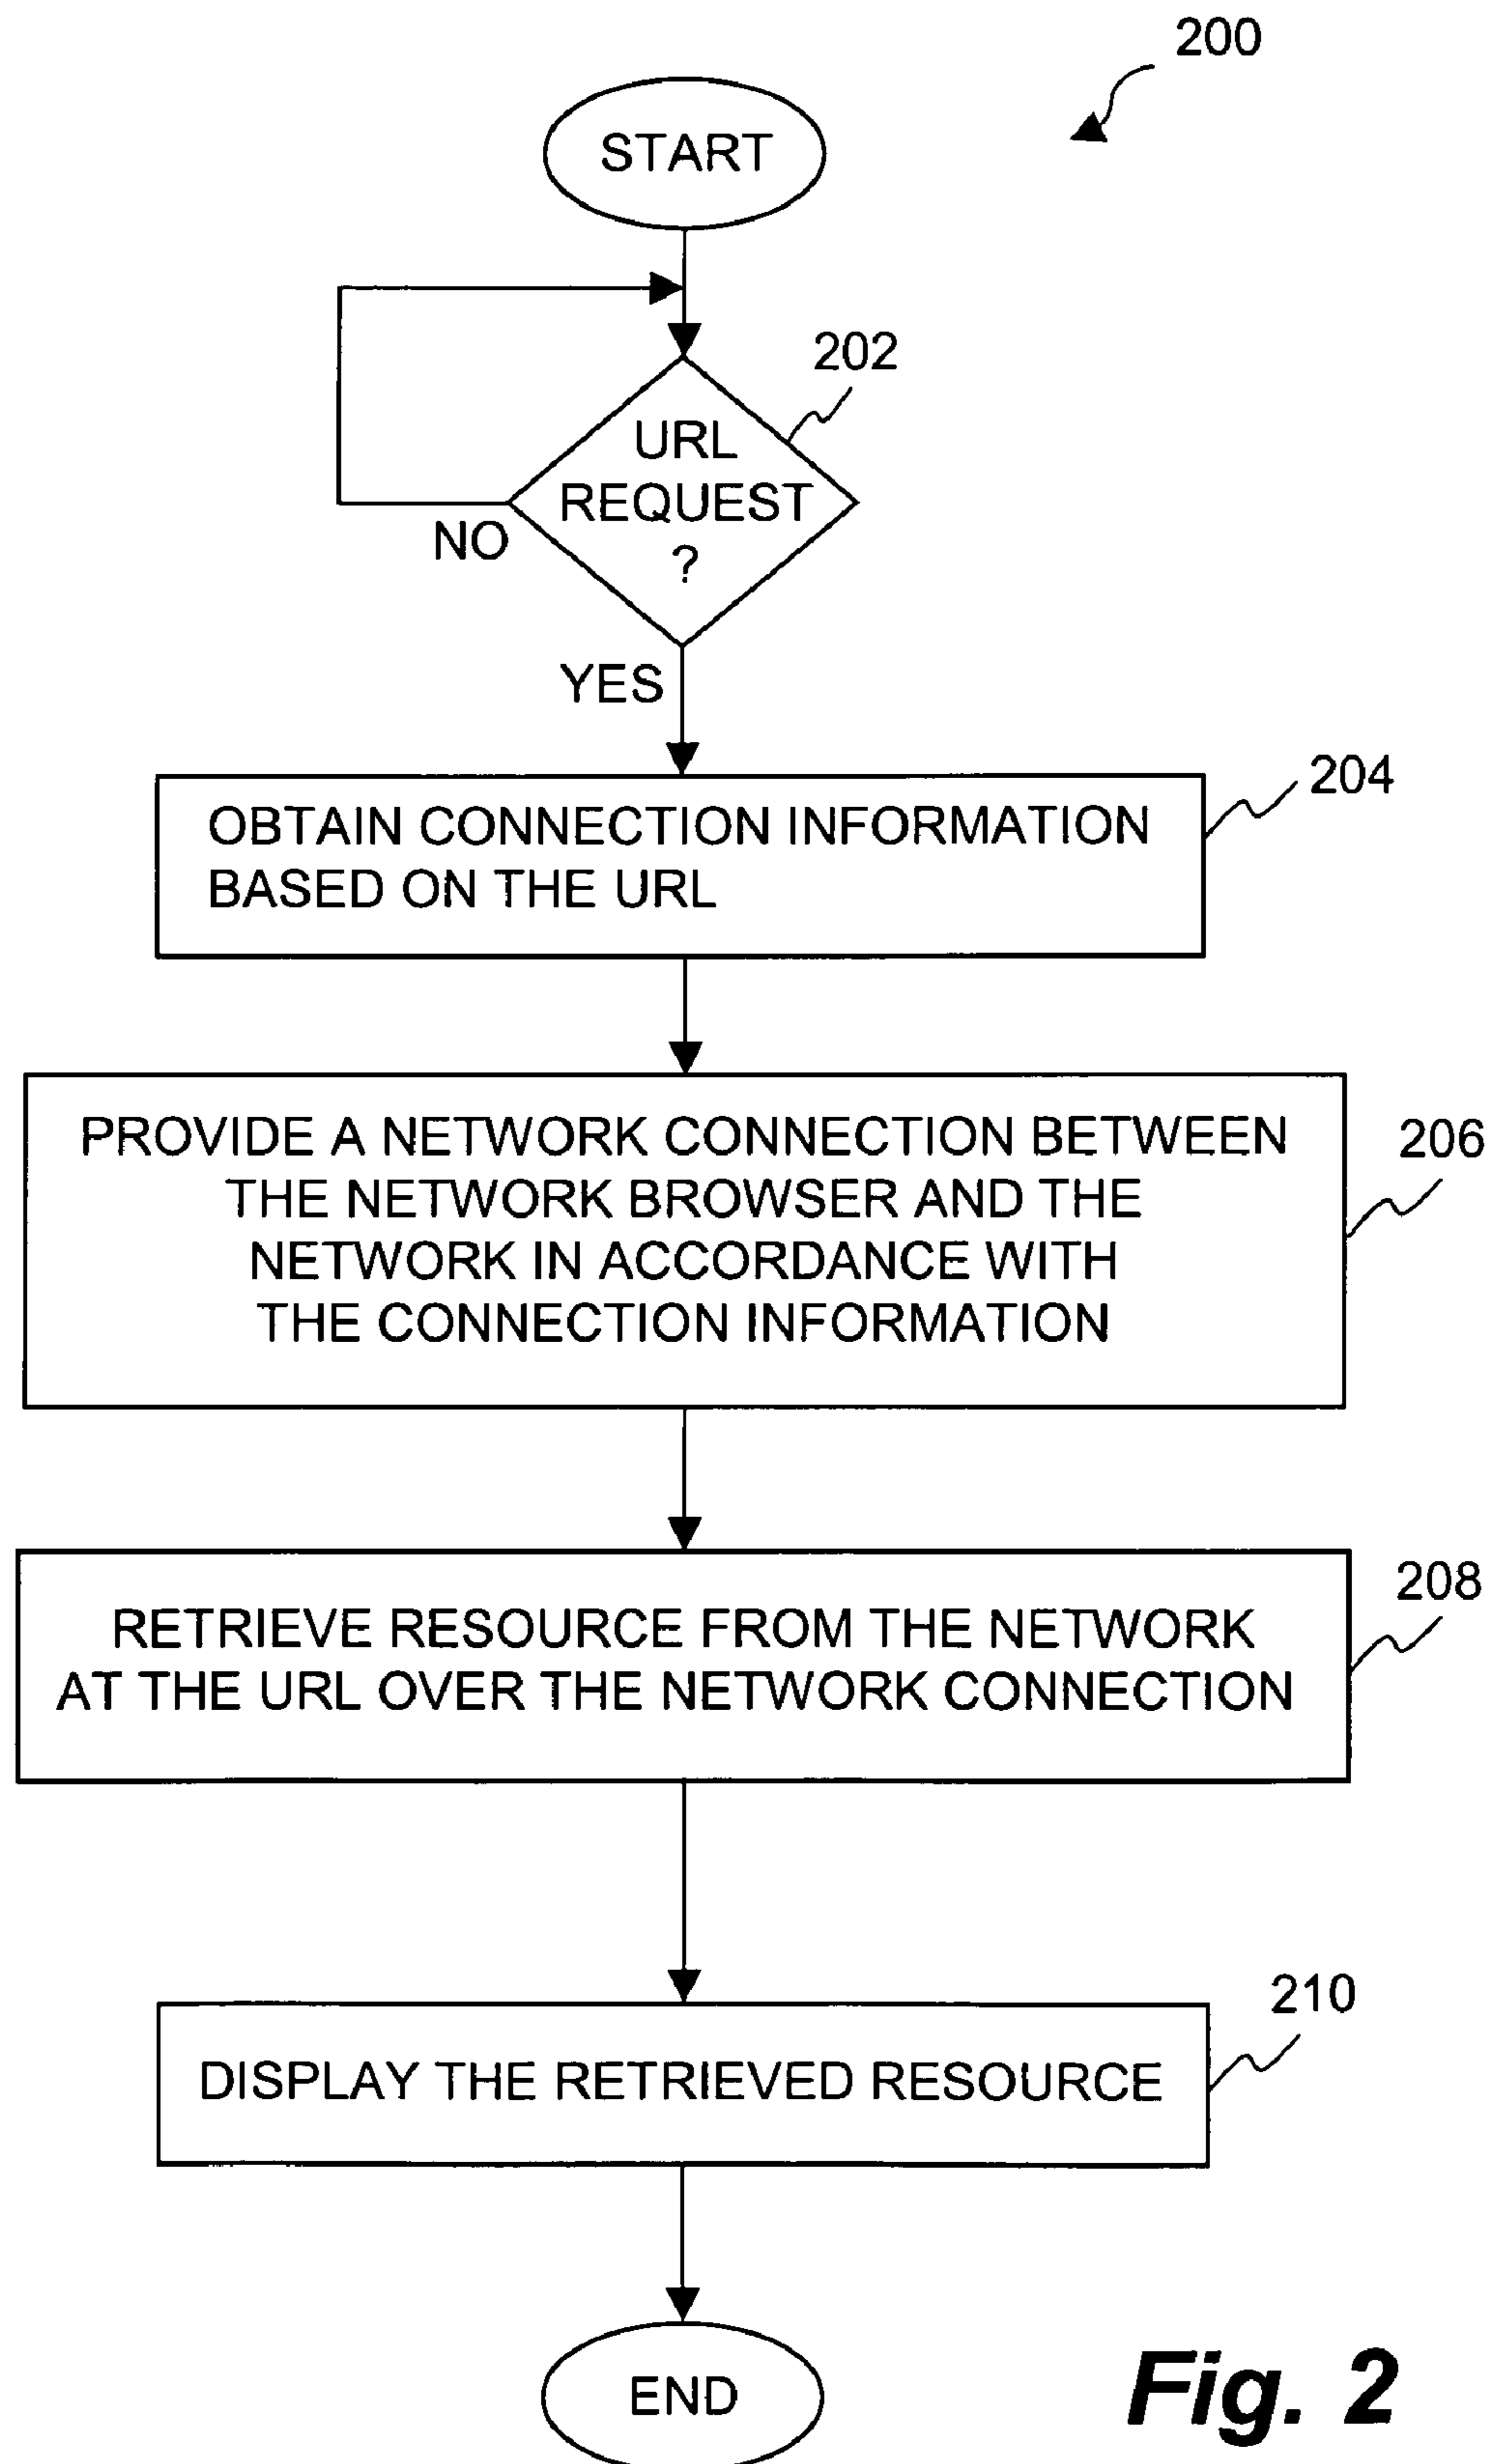 200
START
202
URL
REQUEST
?
NO
YES
204
OBTAIN CONNECTION INFORMATION
BASED ON THE URL
206
PROVIDE A NETWORK CONNECTION BETWEEN
THE NETWORK BROWSER AND THE
NETWORK IN ACCORDANCE WITH
THE CONNECTION INFORMATION
208
RETRIEVE RESOURCE FROM THE NETWORK
AT THE URL OVER THE NETWORK CONNECTION
210
DISPLAY THE RETRIEVED RESOURCE
END
Fig. 2